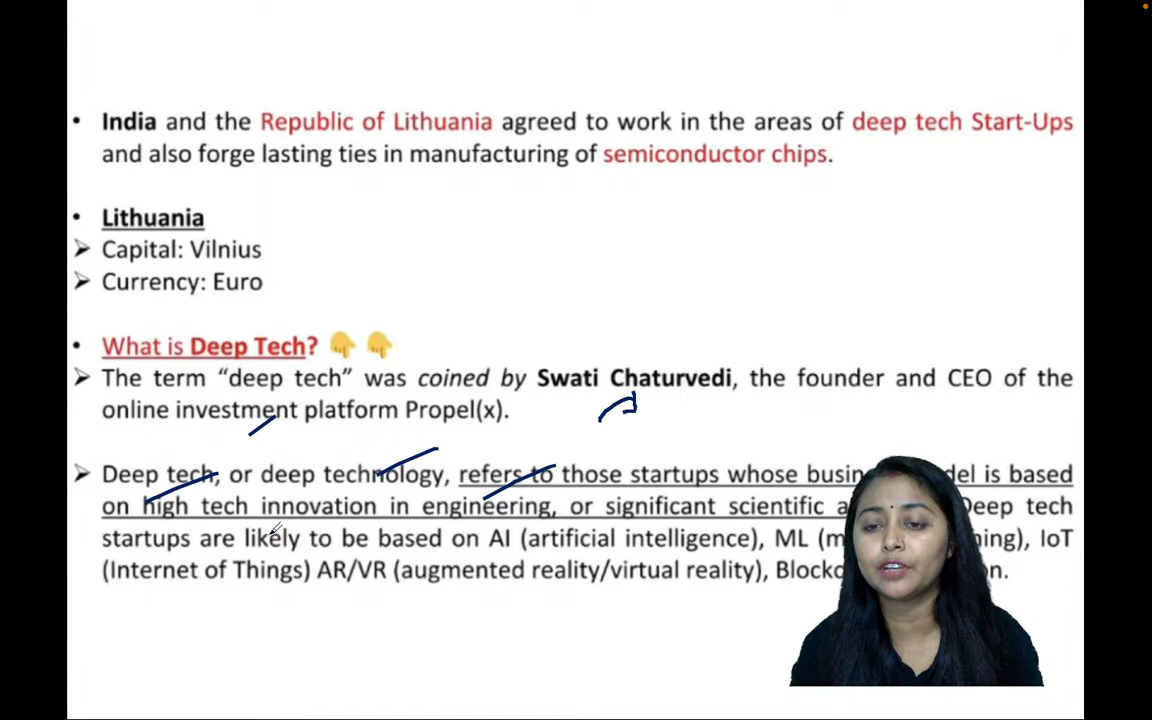 • India and the Republic of Lithuania agreed to work in the areas of deep tech Start-Ups
and also forge lasting ties in manufacturing of semiconductor chips.
• Lithuania
➢ Capital: Vilnius
➢ Currency: Euro
• What is Deep Tech? 👇 👇
➢ The term “deep tech” was coined by Swati Chaturvedi, the founder and CEO of the
online investment platform Propel(x).
➢ Deep tech, or deep technology, refers to those startups whose is based
on high tech innovation in engineering, or significant scientific Deep tech
startups are likely to be based on AI (artificial intelligence), ML IoT
(Internet of Things) AR/VR (augmented reality/virtual reality),